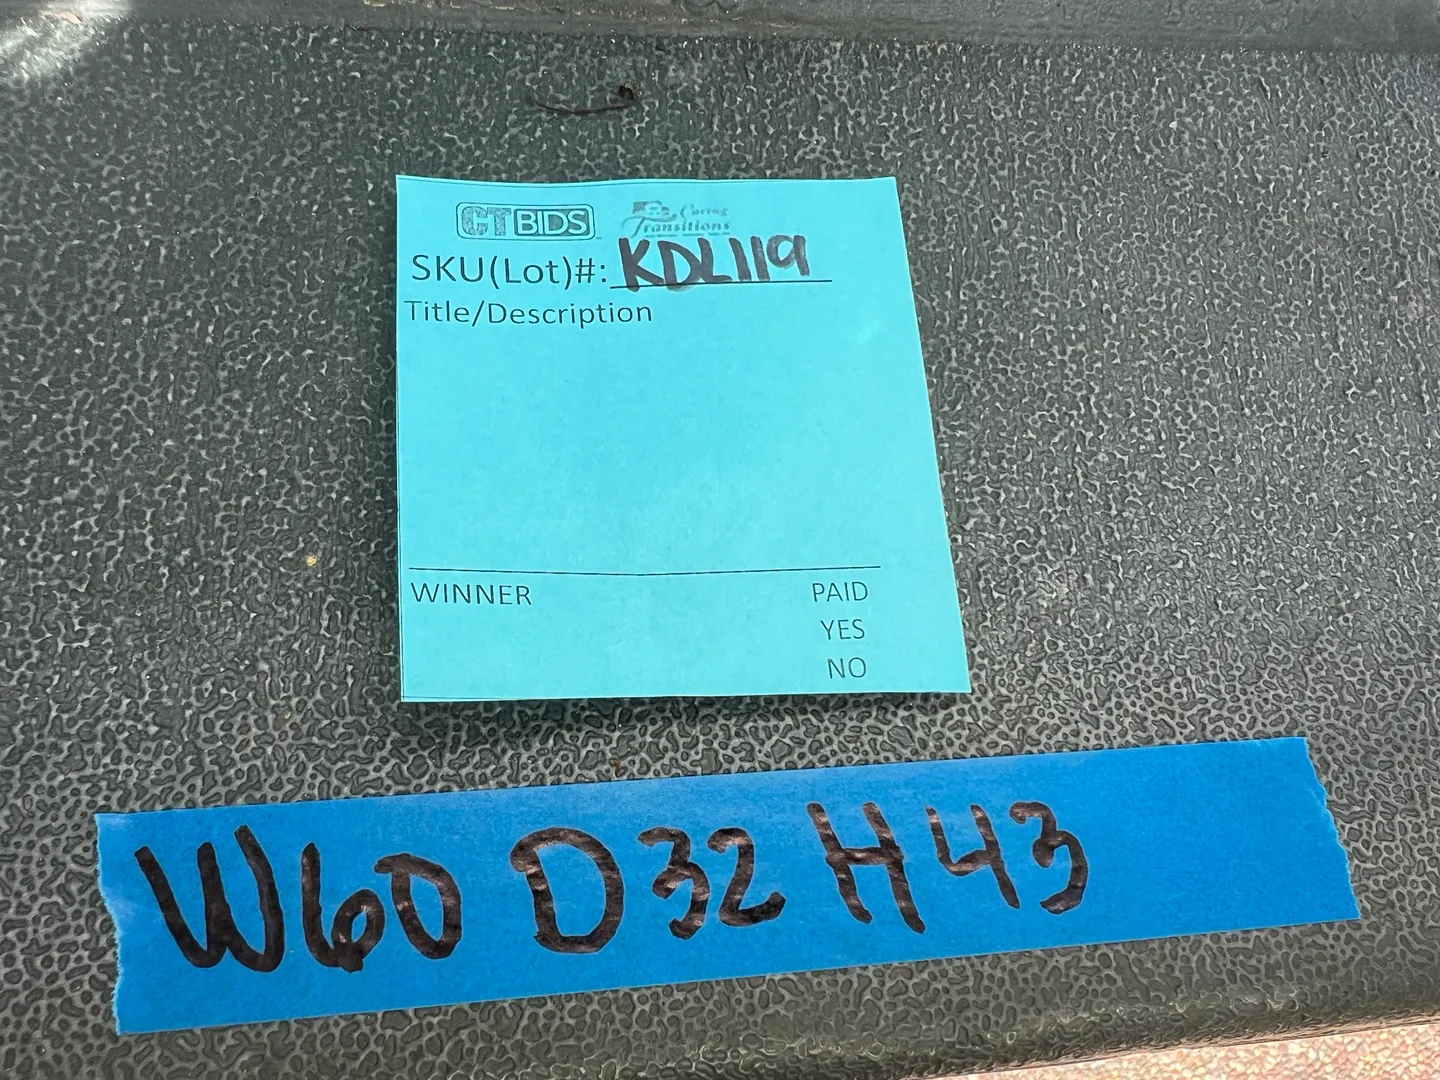 CTBIDS
Caring
Transitions
SKU(Lot)#: KDL119
Title/Description
WINNER PAID
YES
NO
W60 D32 H43